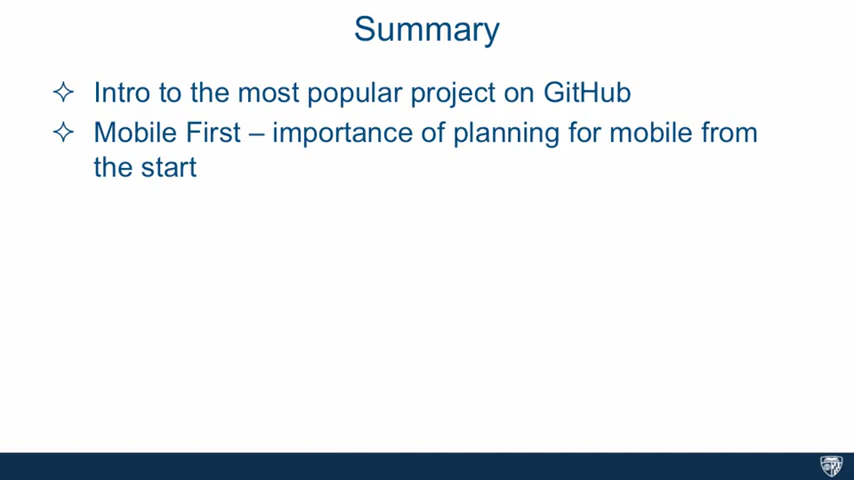 Summary
Intro to the most popular project on GitHub
Mobile First – importance of planning for mobile from
the start